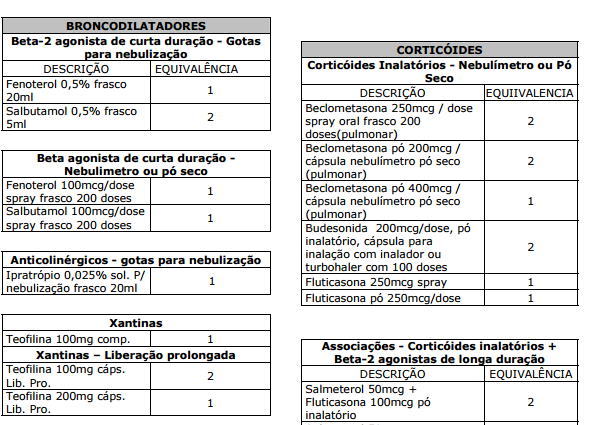 BRONCODILATADORES
Beta-2 agonista de curta duração - Gotas
para nebulização
DESCRIÇÃO EQUIVALÊNCIA
Fenoterol 0,5% frasco
20ml 1
Salbutamol 0,5% frasco
5ml 2
Beta agonista de curta duração -
Nebulimetro ou pó seco
Fenoterol 100mcg/dose
spray frasco 200 doses 1
Salbutamol 100mcg/dose
spray frasco 200 doses 1
Anticolinérgicos - gotas para nebulização
Ipratrópio 0,025% sol. P/
nebulização frasco 20ml 1
Xantinas
Teofilina 100mg comp. 1
Xantinas – Liberação prolongada
Teofilina 100mg cáps.
Lib. Pro. 2
Teofilina 200mg cáps.
Lib. Pro. 1
CORTICÓIDES
Corticóides Inalatórios - Nebulímetro ou Pó
Seco
DESCRIÇÃO EQUIIVALENCIA
Beclometasona 250mcg / dose
spray oral frasco 200
doses(pulmonar) 2
Beclometasona pó 200mcg /
cápsula nebulímetro pó seco
(pulmonar) 2
Beclometasona pó 400mcg /
cápsula nebulímetro pó seco
(pulmonar) 1
Budesonida 200mcg/dose, pó
inalatório, cápsula para
inalação com inalador ou
turbohaler com 100 doses 2
Fluticasona 250mcg spray 1
Fluticasona pó 250mcg/dose 1
Associações - Corticóides inalatórios +
Beta-2 agonistas de longa duração
DESCRIÇÃO EQUIVALÊNCIA
Salmeterol 50mcg +
Fluticasona 100mcg pó
inalatório 2